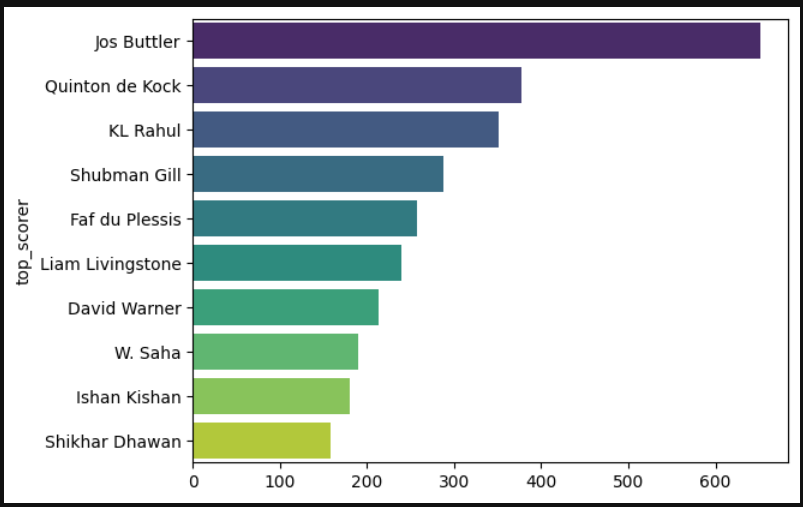 top_scorer
Jos Buttler
Quinton de Kock
KL Rahul
Shubman Gill
Faf du Plessis
Liam Livingstone
David Warner
W. Saha
Ishan Kishan
Shikhar Dhawan
0 100 200 300 400 500 600